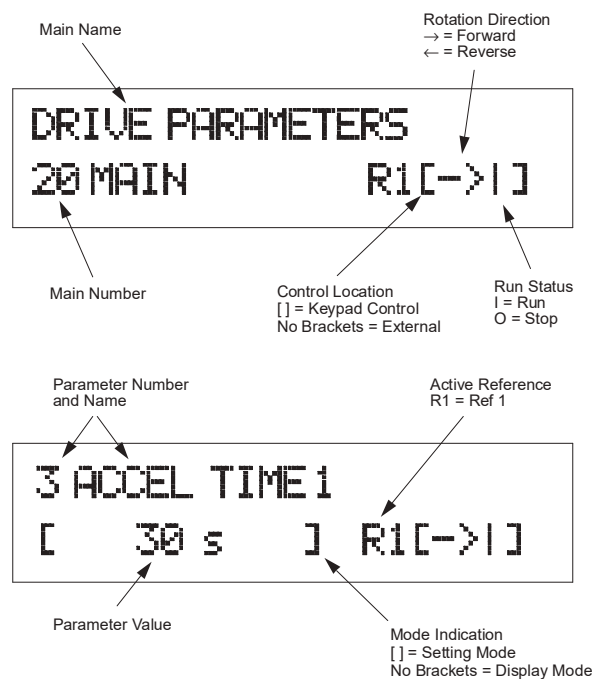 Main Name
Rotation Direction
→ = Forward
← = Reverse
DRIVE PARAMETERS
20 MAIN R1[->| ]
Main Number
Control Location
[ ] = Keypad Control
No Brackets = External
Run Status
I = Run
O = Stop
Parameter Number
and Name
Active Reference
R1 = Ref 1
3 ACCEL TIME 1
[ 30 s ] R1[->| ]
Parameter Value
Mode Indication
[ ] = Setting Mode
No Brackets = Display Mode